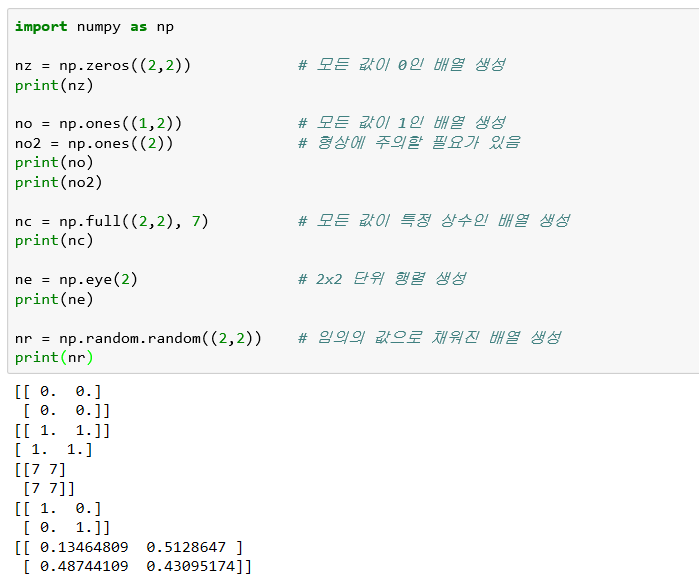 import numpy as np
nz = np.zeros((2,2)) # 모든 값이 0인 배열 생성
print(nz)
no = np.ones((1,2)) # 모든 값이 1인 배열 생성
no2 = np.ones((2)) # 형상에 주의할 필요가 있음
print(no)
print(no2)
nc = np.full((2,2), 7) # 모든 값이 특정 상수인 배열 생성
print(nc)
ne = np.eye(2) # 2x2 단위 행렬 생성
print(ne)
nr = np.random.random((2,2)) # 임의의 값으로 채워진 배열 생성
print(nr)
[[ 0.  0.]
 [ 0.  0.]]
[[ 1.  1.]]
[ 1.  1.]
[[7 7]
 [7 7]]
[[ 1.  0.]
 [ 0.  1.]]
[[ 0.13464809  0.5128647 ]
 [ 0.48744109  0.43095174]]